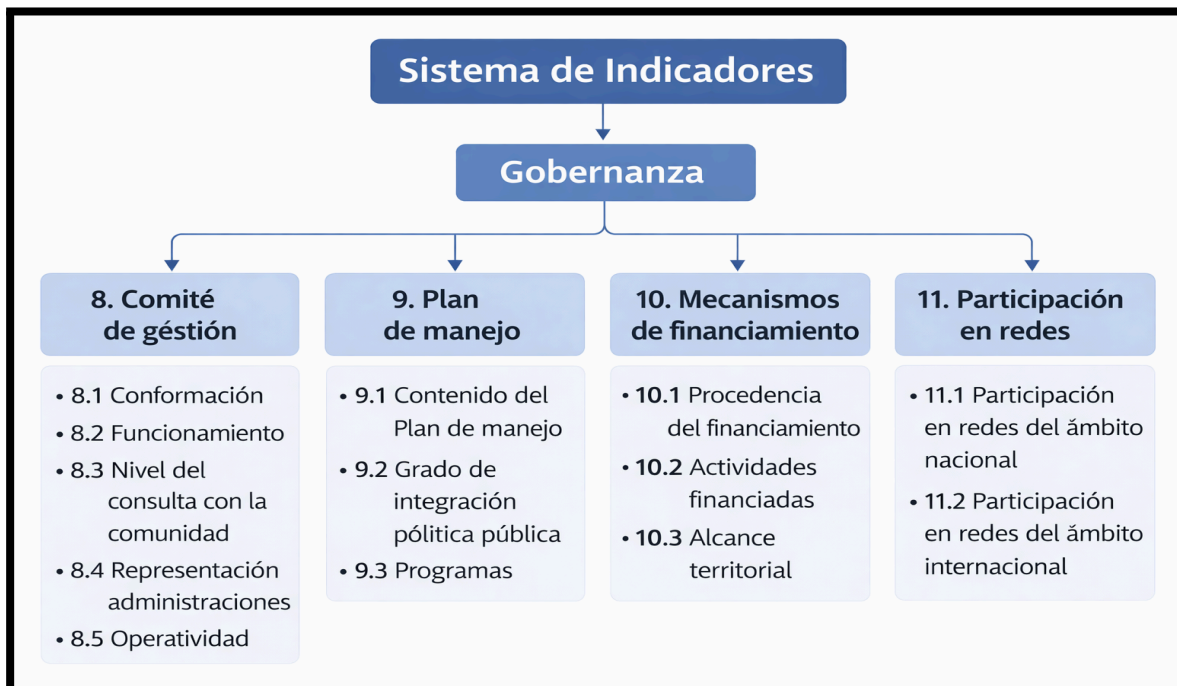 Sistema de Indicadores
Gobernanza
8. Comité
de géstión
• 8.1 Conformación
• 8.2 Funcionamiento
• 8.3 Nivel del
consulta con la
comunidad
• 8.4 Representación
administraciones
• 8.5 Operatividad
9. Plan
de manejo
• 9.1 Contenido del
Plan de manejo
• 9.2 Grado de
integración
pólitica pública
• 9.3 Programas
10. Mecanismos
de financiamiento
• 10.1 Procedencia
del financiamiento
• 10.2 Actividades
financiadas
• 10.3 Alcance
territorial
11. Participación
en redes
• 11.1 Participación
en redes del ámbito
nacional
• 11.2 Participación
en redes del ámbito
internacional